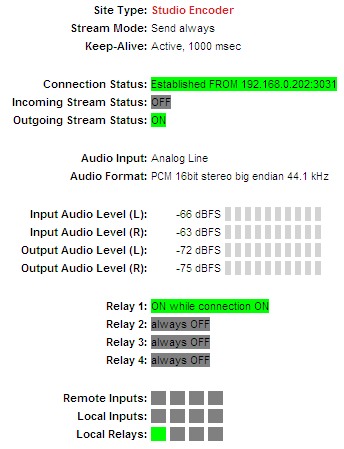 Site Type: Studio Encoder
Stream Mode: Send always
Keep-Alive: Active, 1000 msec
Connection Status: Established FROM 192.168.0.202:3031
Incoming Stream Status: OFF
Outgoing Stream Status: ON
Audio Input: Analog Line
Audio Format: PCM 16bit stereo big endian 44.1 kHz
Input Audio Level (L): -66 dBFS
Input Audio Level (R): -63 dBFS
Output Audio Level (L): -72 dBFS
Output Audio Level (R): -75 dBFS
Relay 1: ON while connection ON
Relay 2: always OFF
Relay 3: always OFF
Relay 4: always OFF
Remote Inputs:
Local Inputs:
Local Relays: